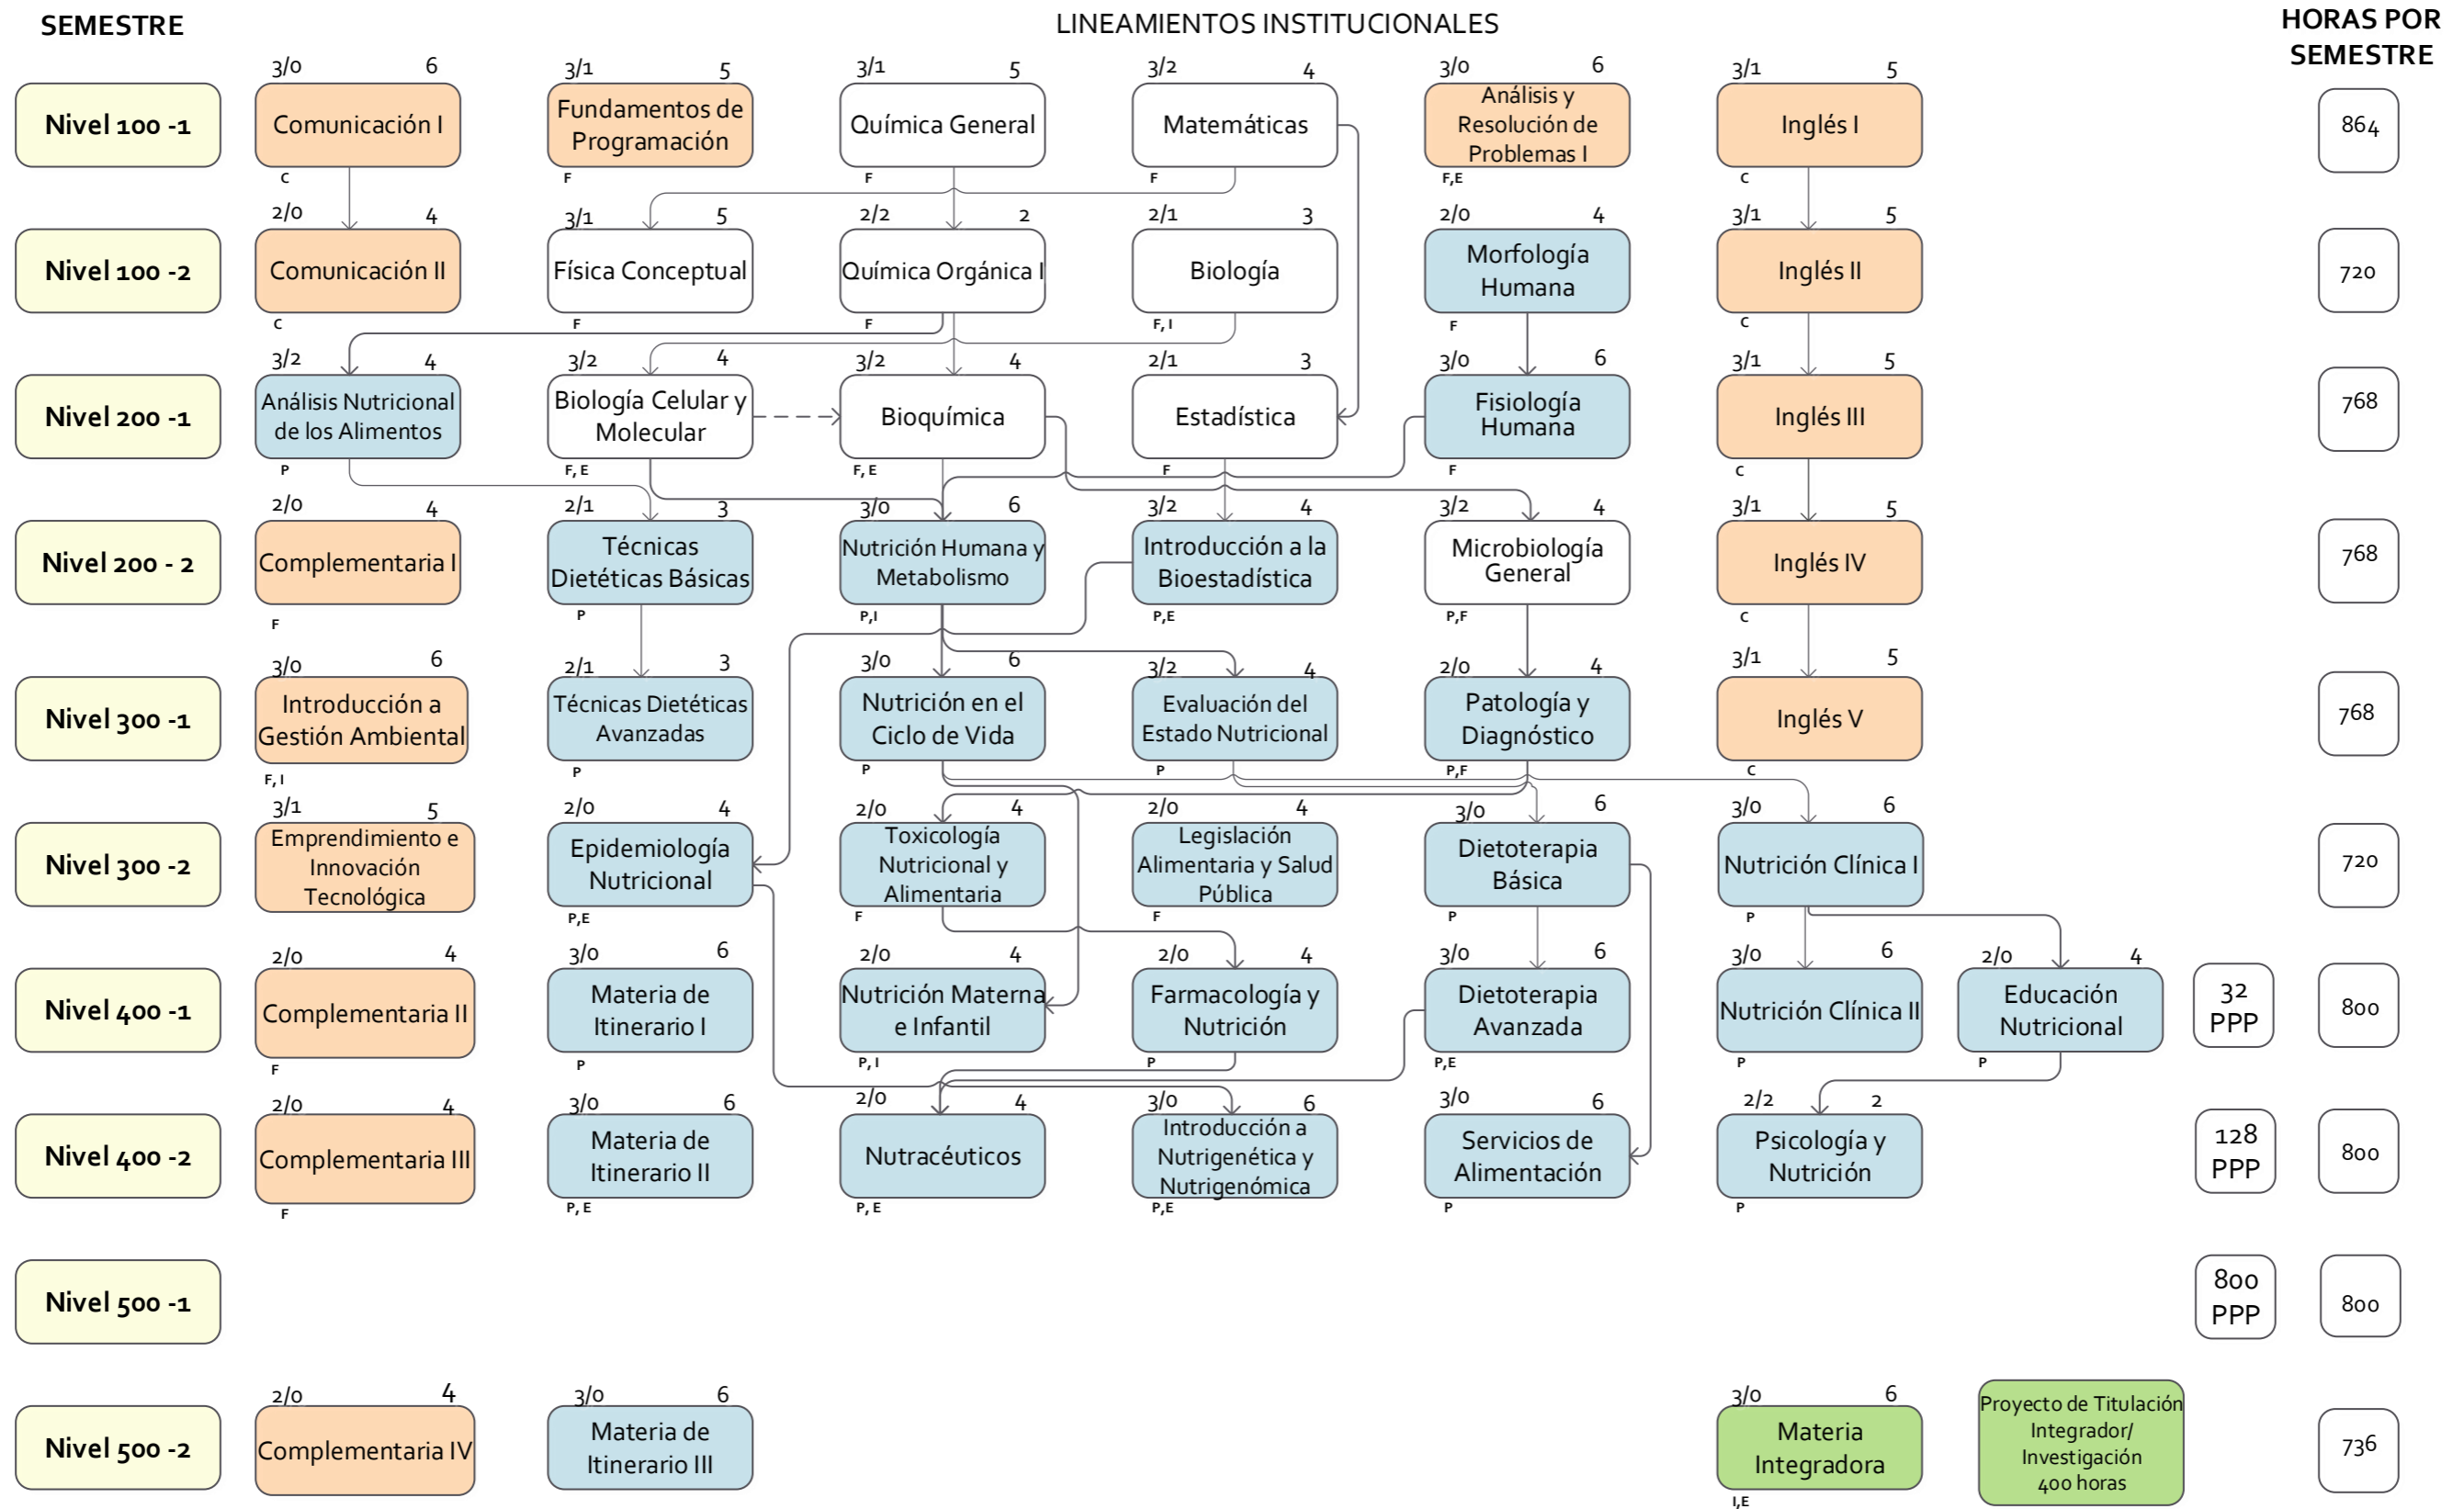 SEMESTRE
LINEAMIENTOS INSTITUCIONALES
HORAS POR
SEMESTRE
3/0 6
3/1 5
3/1 5
3/2 4
3/0 6
3/1 5
Nivel 100 -1
Comunicación I
Fundamentos de
Programación
Química General
Matemáticas
Análisis y
Resolución de
Problemas I
Inglés I
864
C
F
F
F
F,E
C
2/0 4
3/1 5
2/2 2
2/1 3
2/0 4
3/1 5
Nivel 100 -2
Comunicación II
Física Conceptual
Química Orgánica I
Biología
Morfología
Humana
Inglés II
720
C
F
F
F, I
F
C
3/2 4
3/2 4
3/2 4
2/1 3
3/0 6
3/1 5
Nivel 200 -1
Análisis Nutricional
de los Alimentos
Biología Celular y
Molecular
Bioquímica
Estadística
Fisiología
Humana
Inglés III
768
P
F, E
F, E
F
F
C
2/0 4
2/1 3
3/0 6
3/2 4
3/2 4
3/1 5
Nivel 200 - 2
Complementaria I
Técnicas
Dietéticas Básicas
Nutrición Humana y
Metabolismo
Introducción a la
Bioestadística
Microbiología
General
Inglés IV
768
F
P
P,I
P,E
P,F
C
3/0 6
2/1 3
3/0 6
3/2 4
2/0 4
3/1 5
Nivel 300 -1
Introducción a
Gestión Ambiental
Técnicas Dietéticas
Avanzadas
Nutrición en el
Ciclo de Vida
Evaluación del
Estado Nutricional
Patología y
Diagnóstico
Inglés V
768
F, I
P
P
P
P,F
C
3/1 5
2/0 4
2/0 4
2/0 4
3/0 6
3/0 6
Nivel 300 -2
Emprendimiento e
Innovación
Tecnológica
Epidemiología
Nutricional
Toxicología
Nutricional y
Alimentaria
Legislación
Alimentaria y Salud
Pública
Dietoterapia
Básica
Nutrición Clínica I
720
P,E
F
F
P
P
2/0 4
3/0 6
2/0 4
2/0 4
3/0 6
3/0 6
2/0 4
Nivel 400 -1
Complementaria II
Materia de
Itinerario I
Nutrición Materna
e Infantil
Farmacología y
Nutrición
Dietoterapia
Avanzada
Nutrición Clínica II
Educación
Nutricional
32
PPP
800
F
P
P, I
P
P,E
P
P
2/0 4
3/0 6
2/0 4
3/0 6
3/0 6
2/2 2
Nivel 400 -2
Complementaria III
Materia de
Itinerario II
Nutracéuticos
Introducción a
Nutrigenética y
Nutrigenómica
Servicios de
Alimentación
Psicología y
Nutrición
128
PPP
800
F
P, E
P, E
P,E
P
P
Nivel 500 -1
800
PPP
800
2/0 4
3/0 6
3/0 6
Nivel 500 -2
Complementaria IV
Materia de
Itinerario III
Materia
Integradora
Proyecto de Titulación
Integrador/
Investigación
400 horas
736
I,E